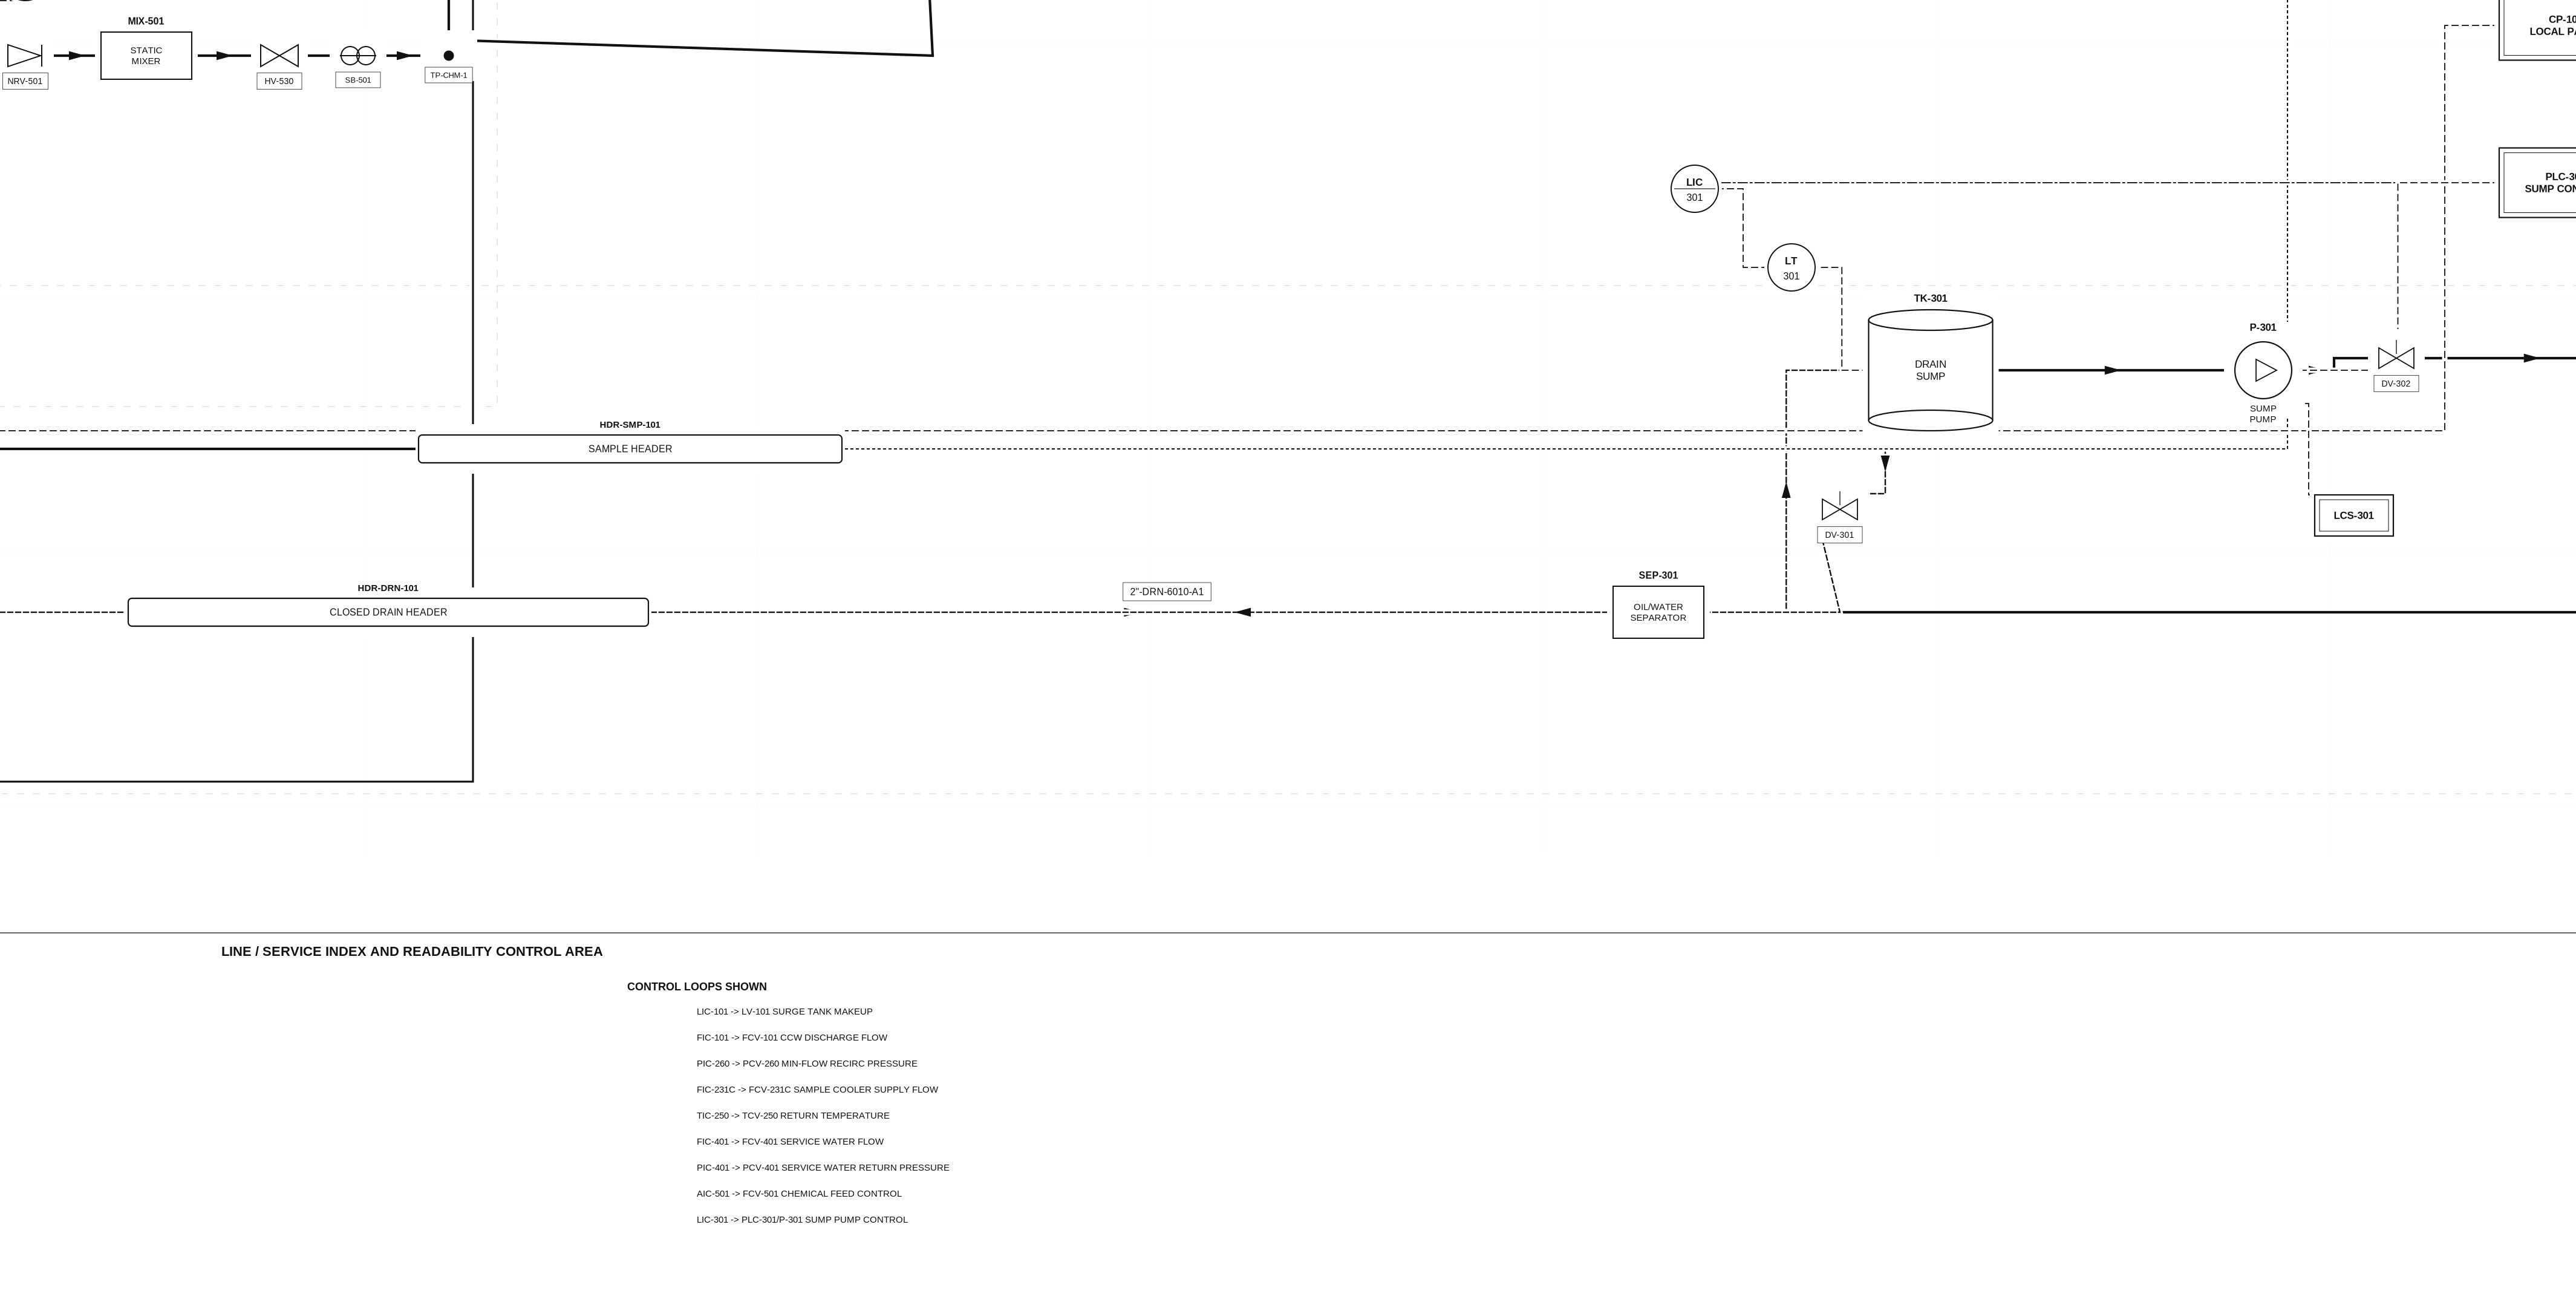 MIX-501
STATIC
MIXER
NRV-501
HV-530
SB-501
TP-CHM-1
LIC
301
LT
301
TK-301
DRAIN
SUMP
P-301
SUMP
PUMP
DV-302
HDR-SMP-101
SAMPLE HEADER
DV-301
LCS-301
HDR-DRN-101
CLOSED DRAIN HEADER
2"-DRN-6010-A1
SEP-301
OIL/WATER
SEPARATOR
LOCAL
SUMP
LINE / SERVICE INDEX AND READABILITY CONTROL AREA
CONTROL LOOPS SHOWN
LIC-101 -> LV-101 SURGE TANK MAKEUP
FIC-101 -> FCV-101 CCW DISCHARGE FLOW
PIC-260 -> PCV-260 MIN-FLOW RECIRC PRESSURE
FIC-231C -> FCV-231C SAMPLE COOLER SUPPLY FLOW
TIC-250 -> TCV-250 RETURN TEMPERATURE
FIC-401 -> FCV-401 SERVICE WATER FLOW
PIC-401 -> PCV-401 SERVICE WATER RETURN PRESSURE
AIC-501 -> FCV-501 CHEMICAL FEED CONTROL
LIC-301 -> PLC-301/P-301 SUMP PUMP CONTROL